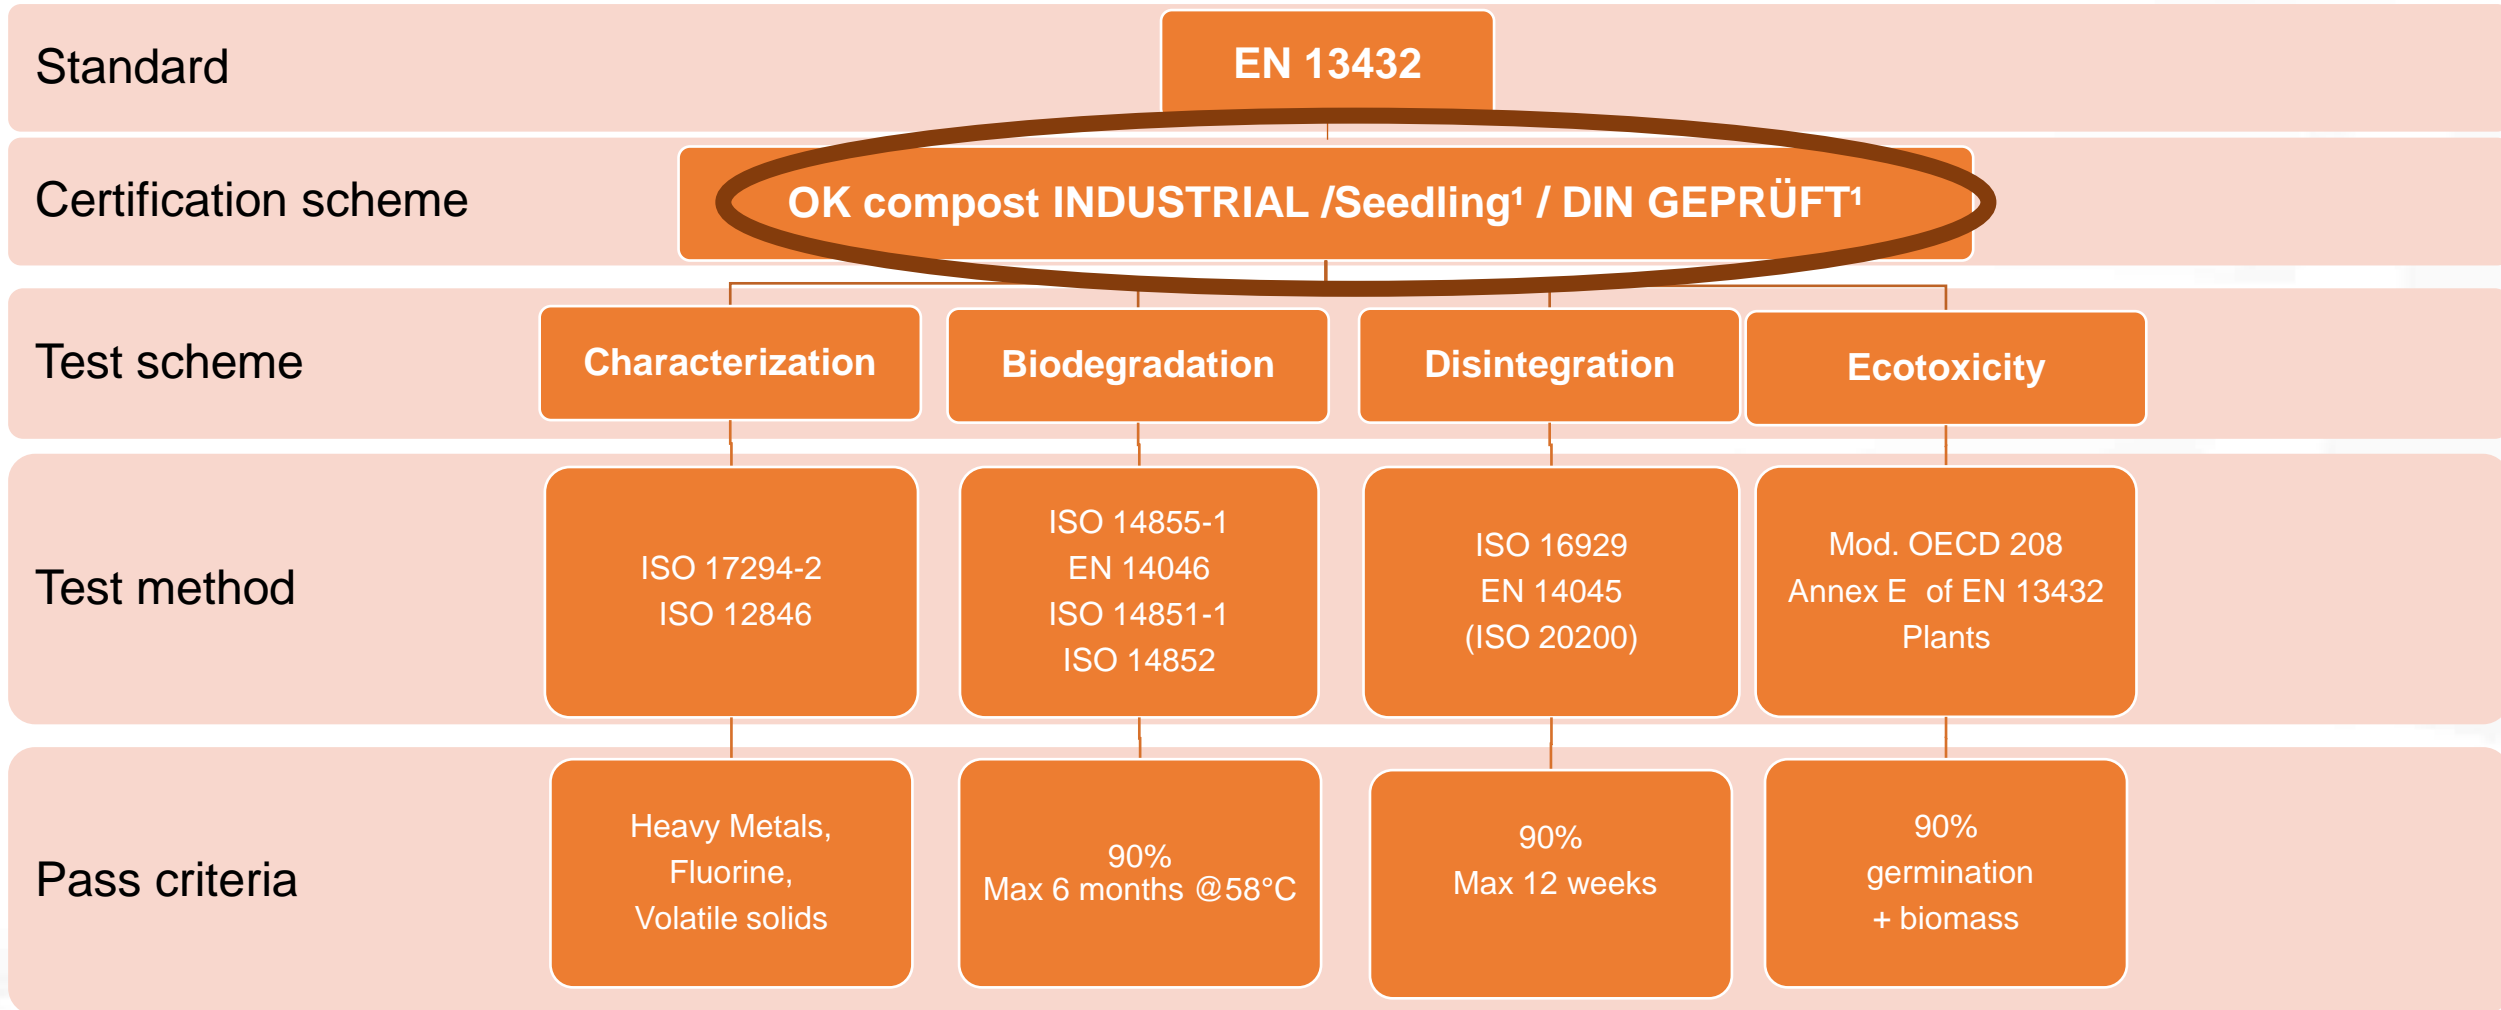 Standard
EN 13432
Certification scheme
OK compost INDUSTRIAL /Seedling¹ / DIN GEPRÜFT¹
Test scheme
Characterization
Biodegradation
Disintegration
Ecotoxicity
Test method
ISO 17294-2
ISO 12846
ISO 14855-1
EN 14046
ISO 14851-1
ISO 14852
ISO 16929
EN 14045
(ISO 20200)
Mod. OECD 208
Annex E of EN 13432
Plants
Pass criteria
Heavy Metals,
Fluorine,
Volatile solids
90%
Max 6 months @58°C
90%
Max 12 weeks
90%
germination
+ biomass